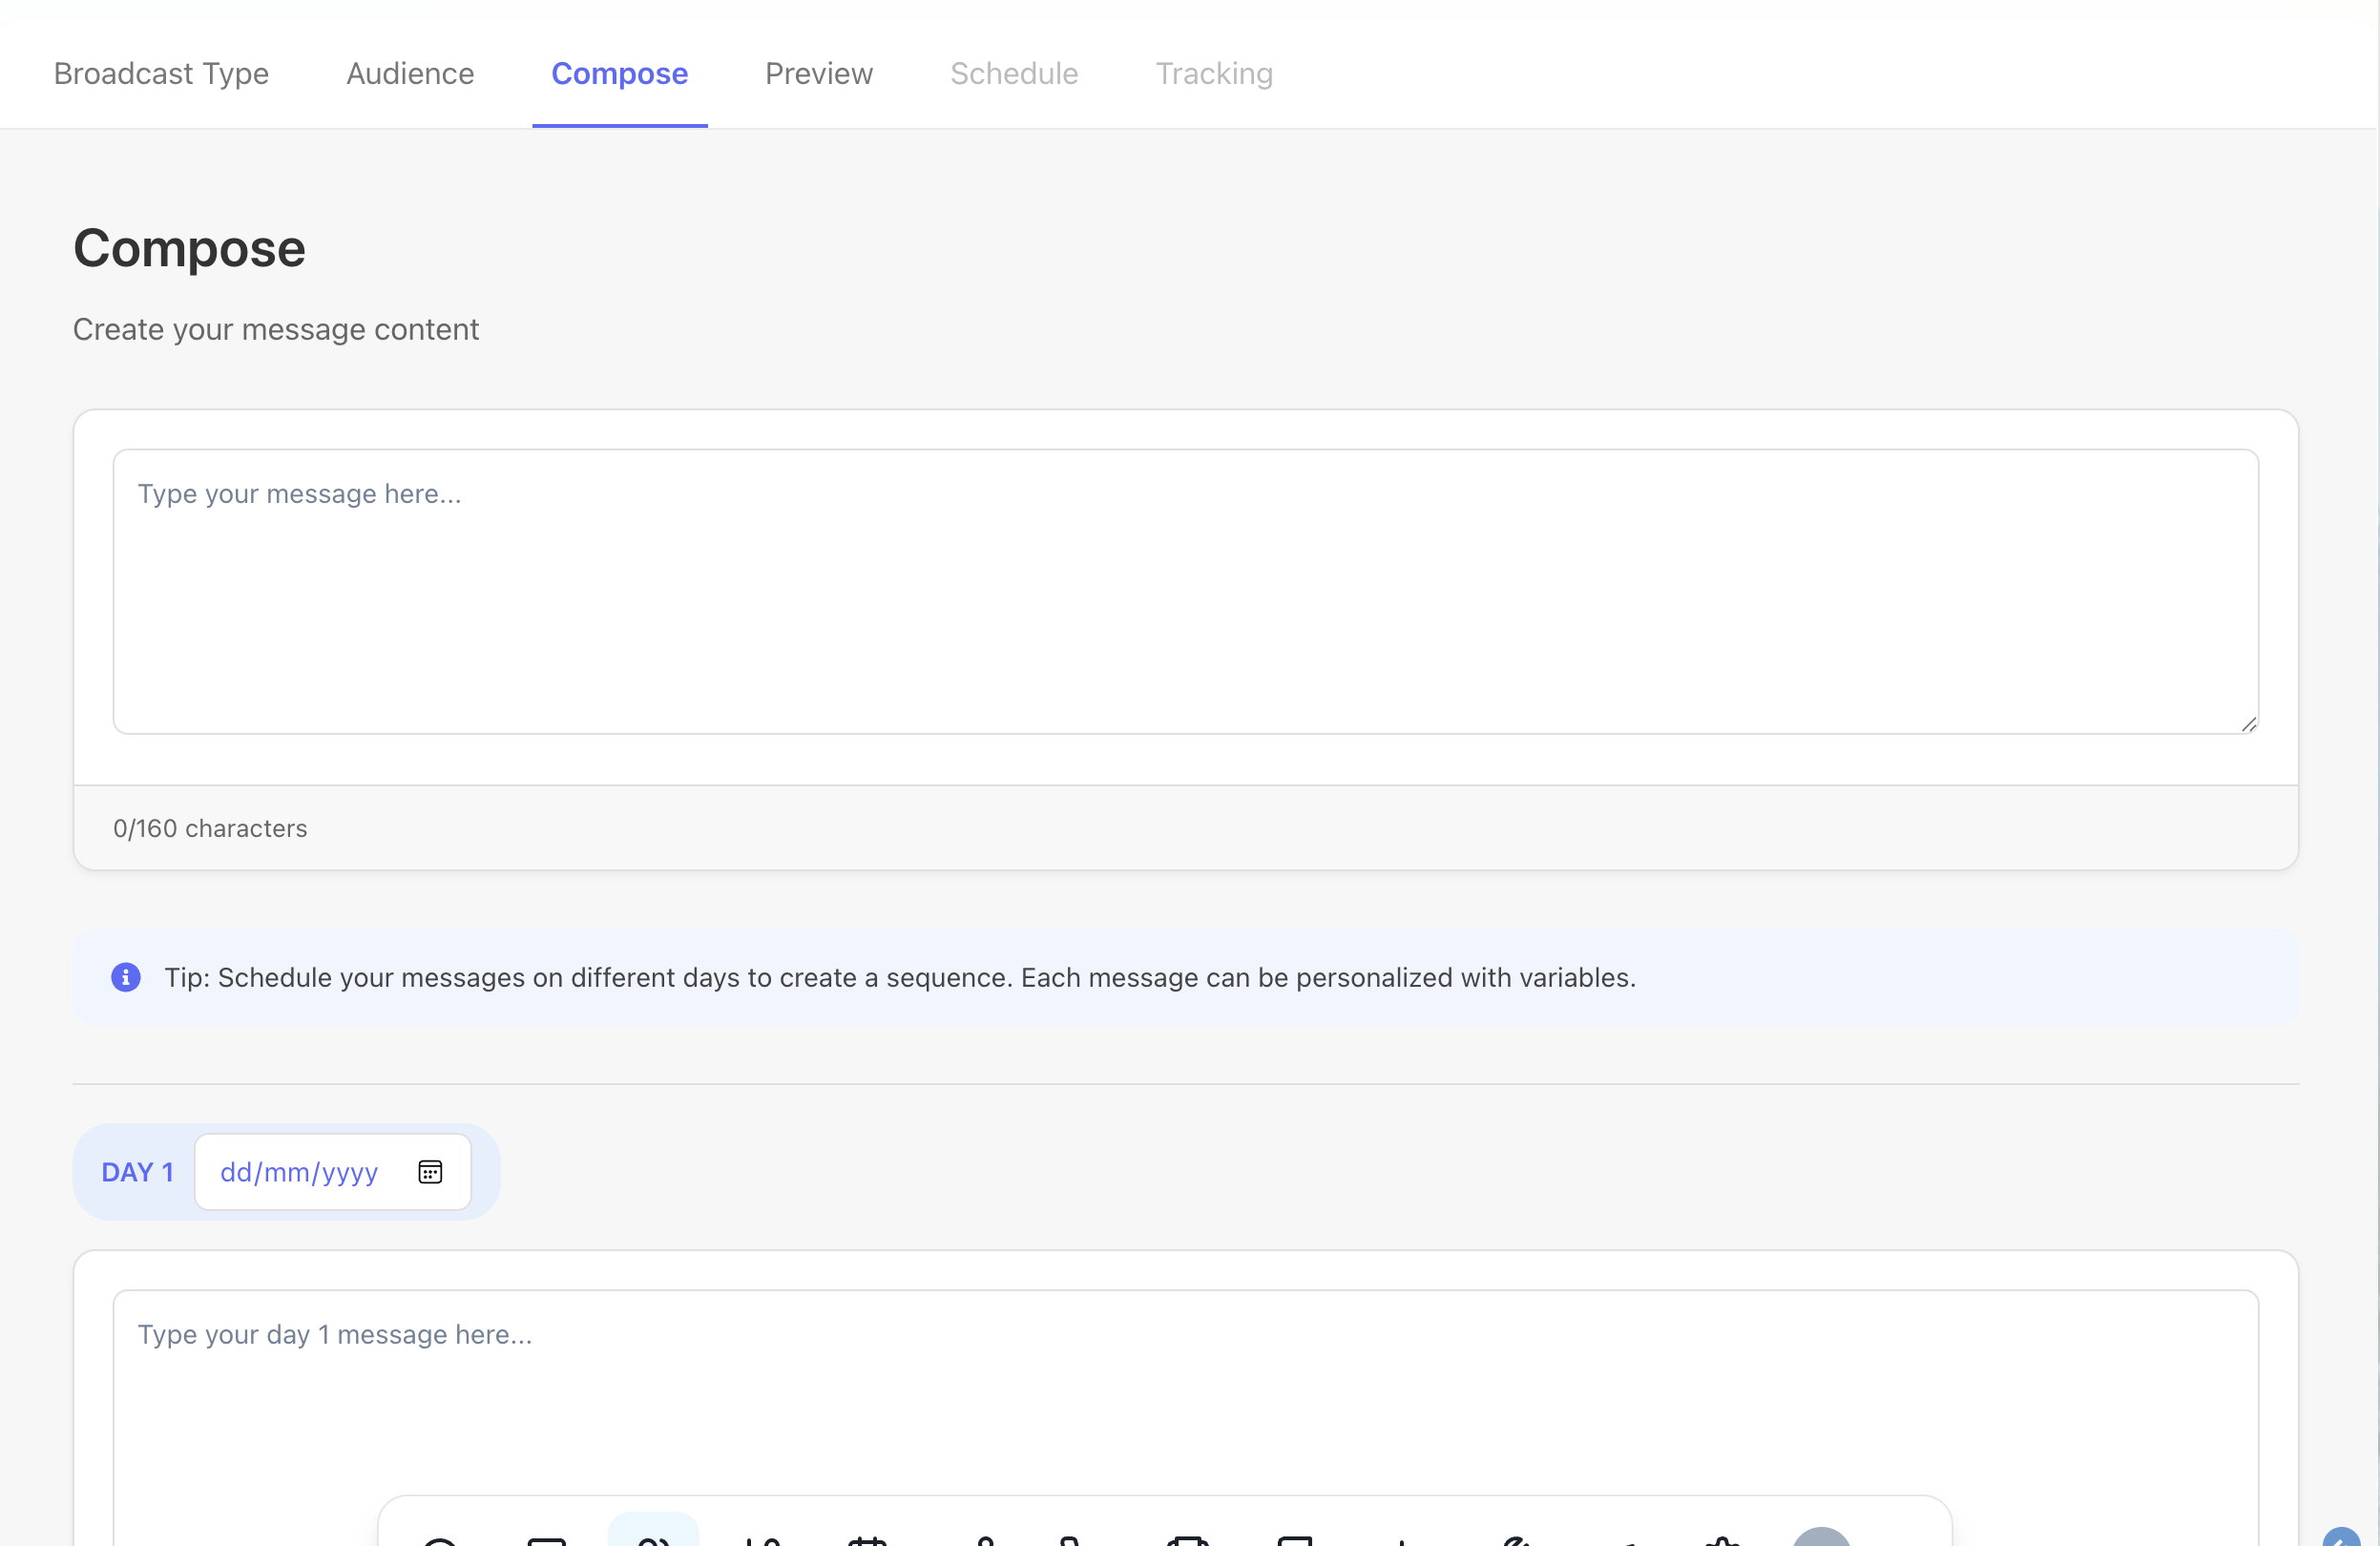 Broadcast Type Audience Compose Preview Schedule Tracking
Compose
Create your message content
Type your message here...
0/160 characters
Tip: Schedule your messages on different days to create a sequence. Each message can be personalized with variables.
DAY 1 dd/mm/yyyy
Type your day 1 message here...